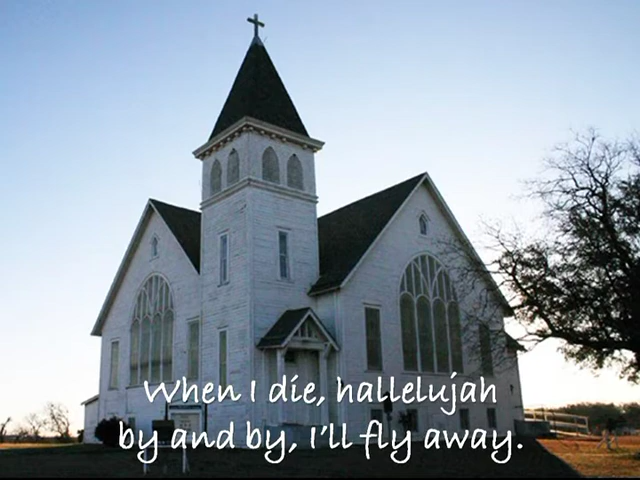 When I die, hallelujah
by and by, I'll fly away.